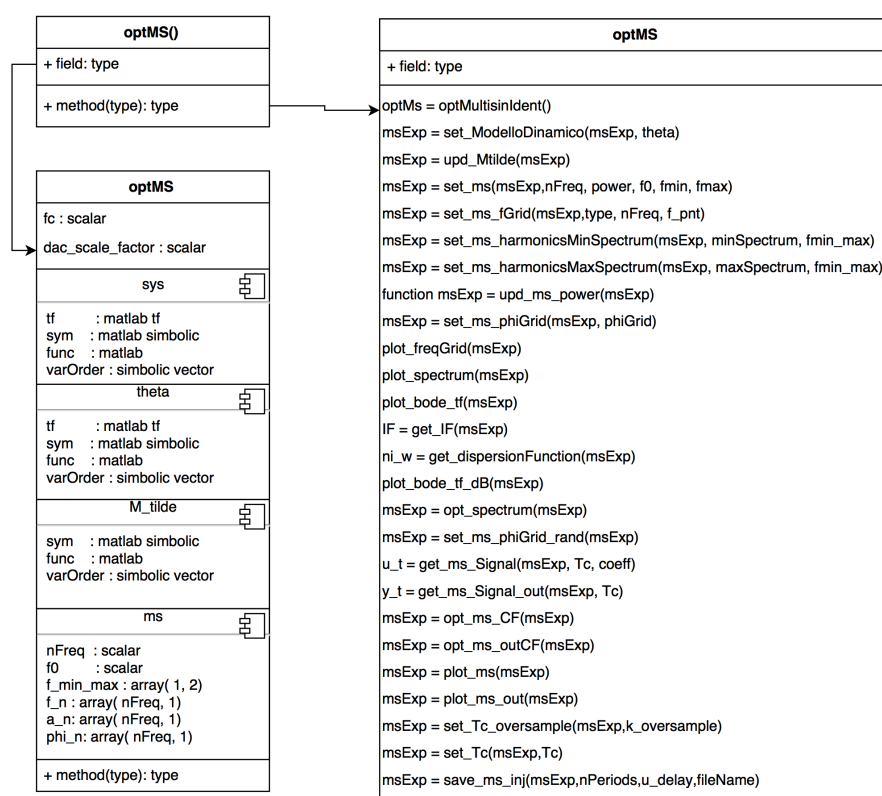 optMS()
+ field: type
+ method(type): type
optMS
fc : scalar
dac_scale_factor : scalar
sys
tf : matlab tf
sym : matlab simbolic
func : matlab
varOrder : simbolic vector
theta
tf : matlab tf
sym : matlab simbolic
func : matlab
varOrder : simbolic vector
M_tilde
sym : matlab simbolic
func : matlab
varOrder : simbolic vector
ms
nFreq : scalar
f0 : scalar
f_min_max : array( 1, 2)
f_n : array( nFreq, 1)
a_n: array( nFreq, 1)
phi_n: array( nFreq, 1)
+ method(type): type
optMS
+ field: type
optMs = optMultisinIdent()
msExp = set_ModelloDinamico(msExp, theta)
msExp = upd_Mtilde(msExp)
msExp = set_ms(msExp,nFreq, power, f0, fmin, fmax)
msExp = set_ms_fGrid(msExp,type, nFreq, f_pnt)
msExp = set_ms_harmonicsMinSpectrum(msExp, minSpectrum, fmin_max)
msExp = set_ms_harmonicsMaxSpectrum(msExp, maxSpectrum, fmin_max)
function msExp = upd_ms_power(msExp)
msExp = set_ms_phiGrid(msExp, phiGrid)
plot_freqGrid(msExp)
plot_spectrum(msExp)
plot_bode_tf(msExp)
IF = get_IF(msExp)
ni_w = get_dispersionFunction(msExp)
plot_bode_tf_dB(msExp)
msExp = opt_spectrum(msExp)
msExp = set_ms_phiGrid_rand(msExp)
u_t = get_ms_Signal(msExp, Tc, coeff)
y_t = get_ms_Signal_out(msExp, Tc)
msExp = opt_ms_CF(msExp)
msExp = opt_ms_outCF(msExp)
msExp = plot_ms(msExp)
msExp = plot_ms_out(msExp)
msExp = set_Tc_oversample(msExp,k_oversample)
msExp = set_Tc(msExp,Tc)
msExp = save_ms_inj(msExp,nPeriods,u_delay,fileName)